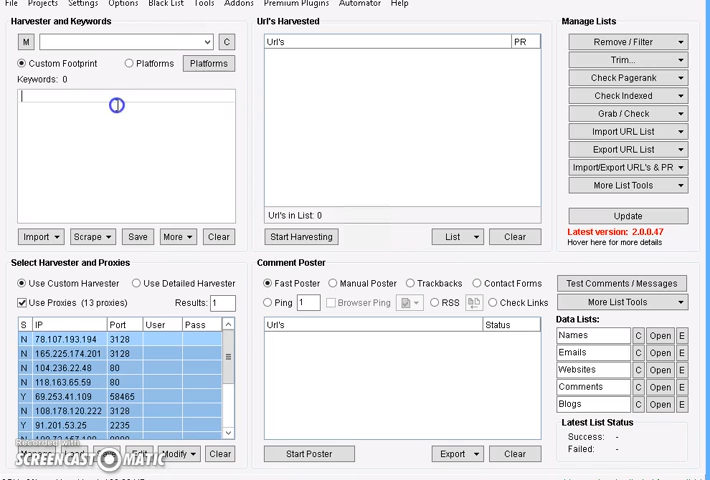 File Projects Settings Options Black List Tools Addons Premium Plugins Automator Help
Harvester and Keywords
M
C
Custom Footprint
Platforms
Platforms
Keywords: 0
Import
Scrape
Save
More
Clear
Url's Harvested
Url's
PR
Url's in List: 0
Start Harvesting
List
Clear
Manage Lists
Remove / Filter
Trim...
Check Pagerank
Check Indexed
Grab / Check
Import URL List
Export URL List
Import/Export URL's & PR
More List Tools
Update
Latest version: 2.0.0.47
Hover here for more details
Select Harvester and Proxies
Use Custom Harvester
Use Detailed Harvester
Use Proxies (13 proxies)
Results: 1
S IP Port User Pass
N 78.107.193.194 3128
N 165.225.174.201 3128
N 104.236.22.48 80
N 118.163.65.59 80
Y 69.253.41.109 58465
N 108.178.120.222 3128
Y 91.201.53.25 2235
Recorded with
SCREENCAST-O-MATIC
Edit
Modify
Clear
Comment Poster
Fast Poster
Manual Poster
Trackbacks
Contact Forms
Ping 1
Browser Ping
RSS
Check Links
Url's
Status
Start Poster
Export
Clear
Test Comments / Messages
More List Tools
Data Lists:
Names C Open E
Emails C Open E
Websites C Open E
Comments C Open E
Blogs C Open E
Latest List Status
Success: -
Failed: -